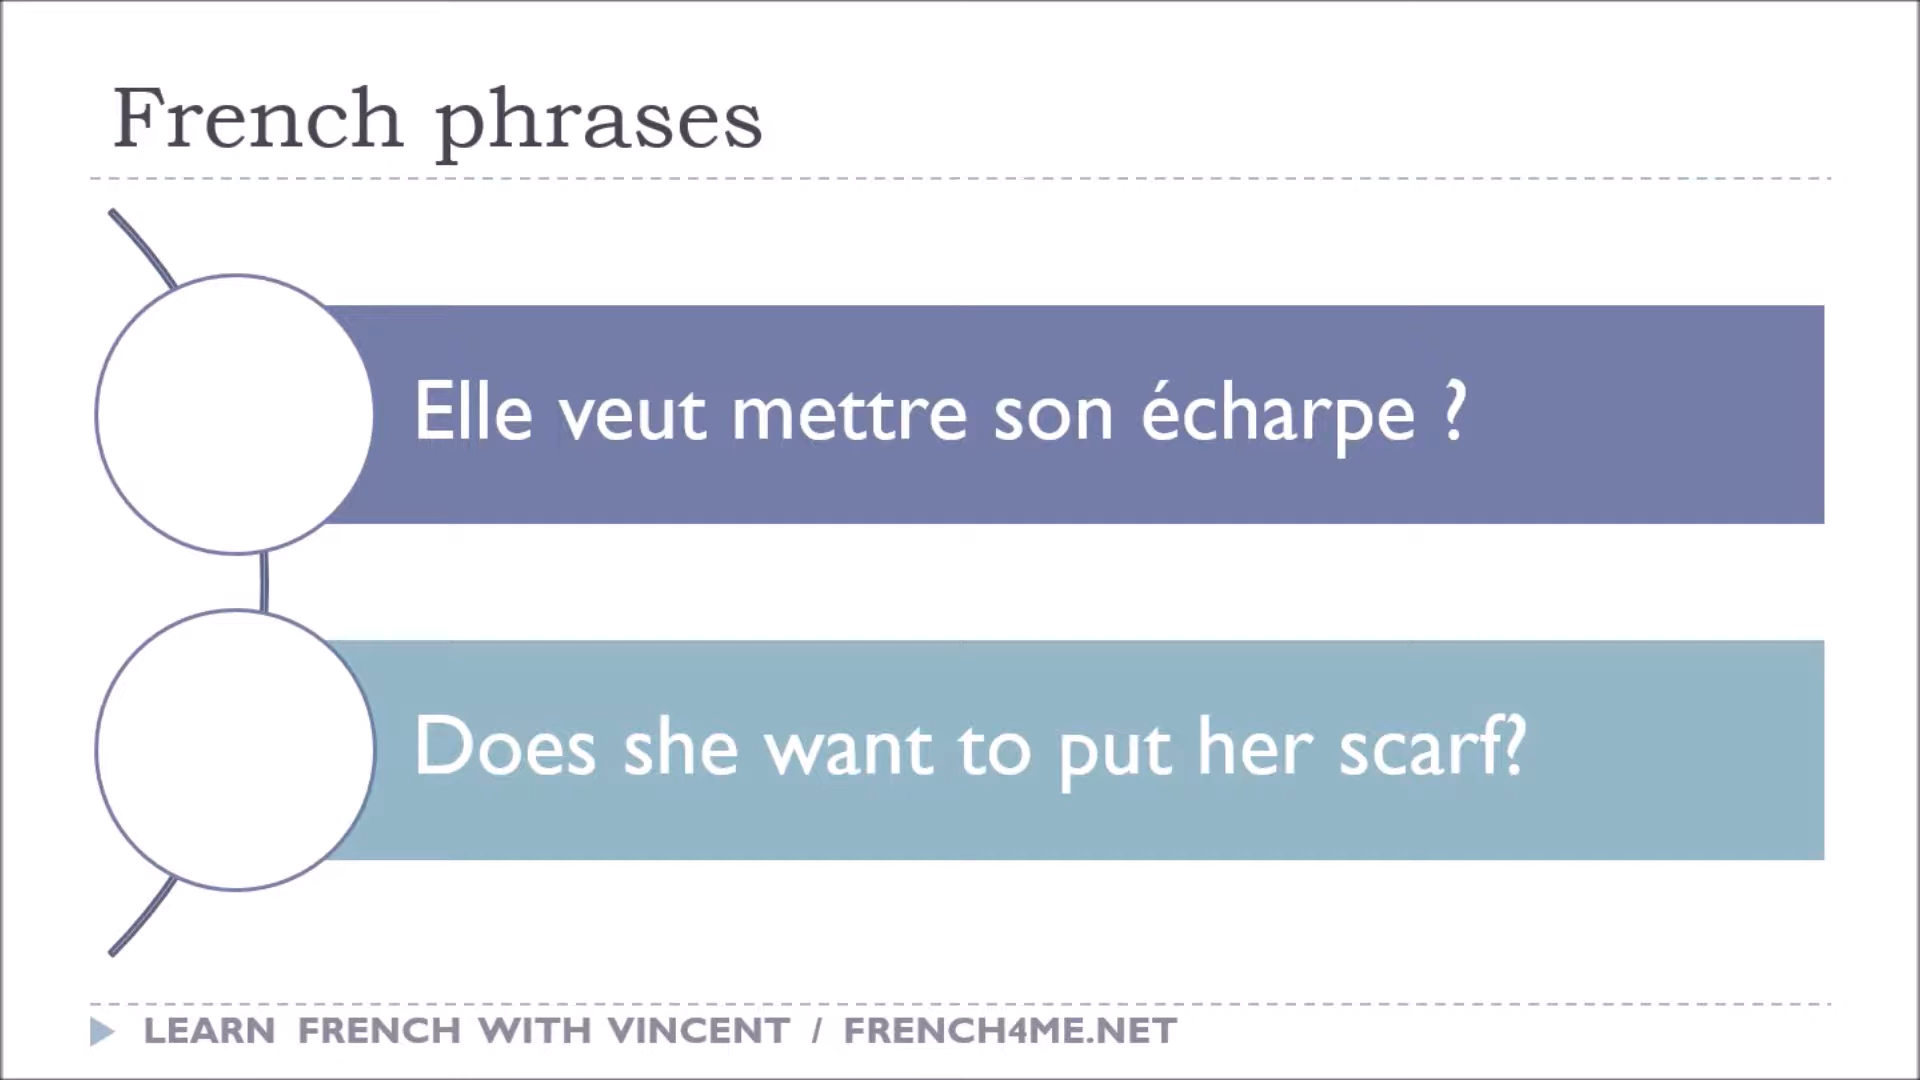 French phrases
Elle veut mettre son écharpe ?
Does she want to put her scarf?
LEARN FRENCH WITH VINCENT / FRENCH4ME.NET